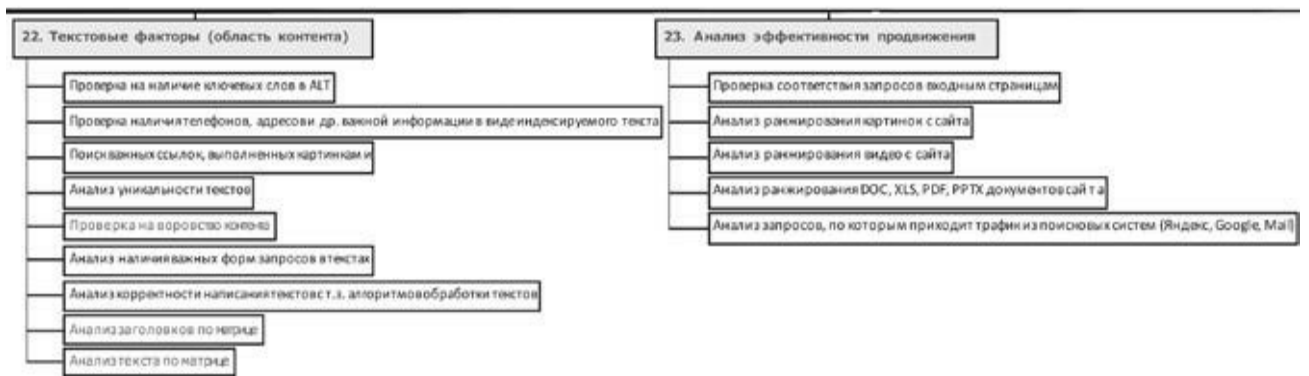 22. Текстовые факторы (область контента)
Проверка на наличие ключевых слов в ALT
Проверка наличия телефонов, адресов и др. важной информации в виде индексируемого текста
Поиск важных ссылок, выполненных картинками
Анализ уникальности текстов
Проверка на воровство контента
Анализ наличия важных форм запросов в текстах
Анализ корректности написания текстов с т.з. алгоритмов обработки текстов
Анализ заголовков по матрице
Анализ текста по матрице
23. Анализ эффективности продвижения
Проверка соответствия запросов входным страницам
Анализ ранжирования картинок с сайта
Анализ ранжирования видео с сайта
Анализ ранжирования DOC, XLS, PDF, PPTX документов сайта
Анализ запросов, по которым приходит трафик из поисковых систем (Яндекс, Google, Mail)